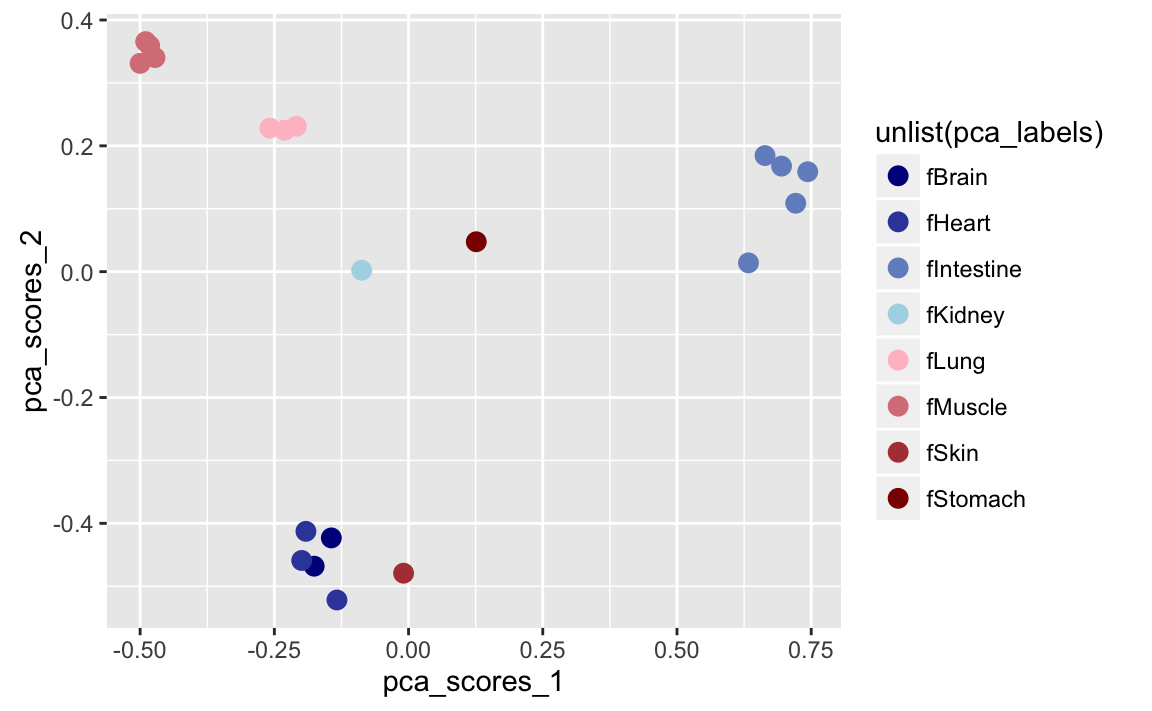 0.4
0.2
0.0
-0.2
-0.4
pca_scores_2
-0.50
-0.25
0.00
0.25
0.50
0.75
pca_scores_1
unlist(pca_labels)
fBrain
fHeart
fIntestine
fKidney
fLung
fMuscle
fSkin
fStomach